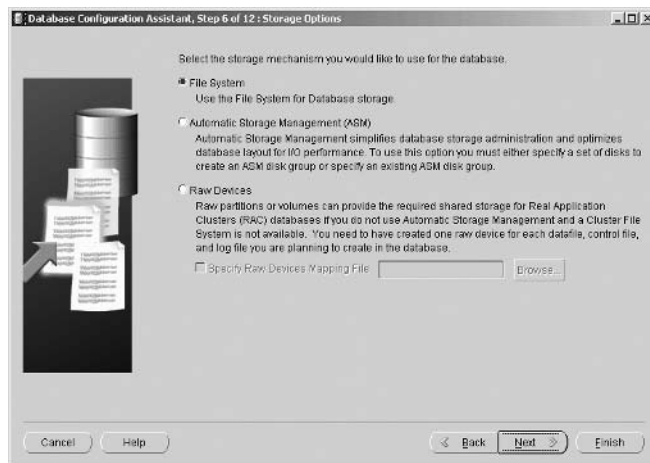 Database Configuration Assistant, Step 6 of 12 : Storage Options
Select the storage mechanism you would like to use for the database.
File System
Use the File System for Database storage.
Automatic Storage Management (ASM)
Automatic Storage Management simplifies database storage administration and optimizes
database layout for I/O performance. To use this option you must either specify a set of disks to
create an ASM disk group or specify an existing ASM disk group.
Raw Devices
Raw partitions or volumes can provide the required shared storage for Real Application
Clusters (RAC) databases if you do not use Automatic Storage Management and a Cluster File
System is not available. You need to have created one raw device for each datafile, control file,
and log file you are planning to create in the database.
Specify Raw Devices Mapping File
Browse...
Cancel
Help
Back
Next
Finish